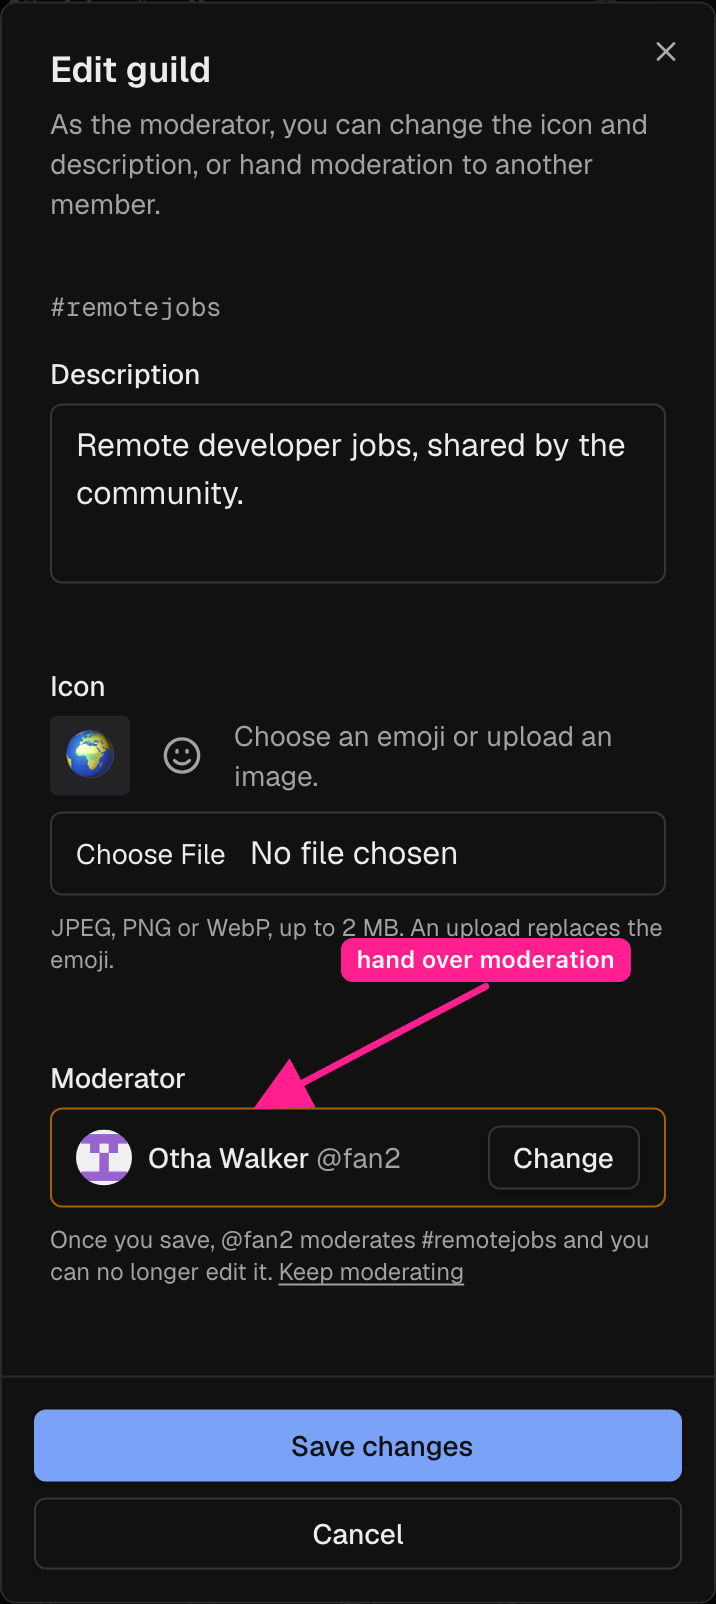 Edit guild
As the moderator, you can change the icon and
description, or hand moderation to another
member.
#remotejobs
Description
Remote developer jobs, shared by the
community.
Icon
Choose an emoji or upload an
image.
Choose File No file chosen
JPEG, PNG or WebP, up to 2 MB. An upload replaces the
emoji.
hand over moderation
Moderator
Otha Walker @fan2 Change
Once you save, @fan2 moderates #remotejobs and you
can no longer edit it. Keep moderating
Save changes
Cancel